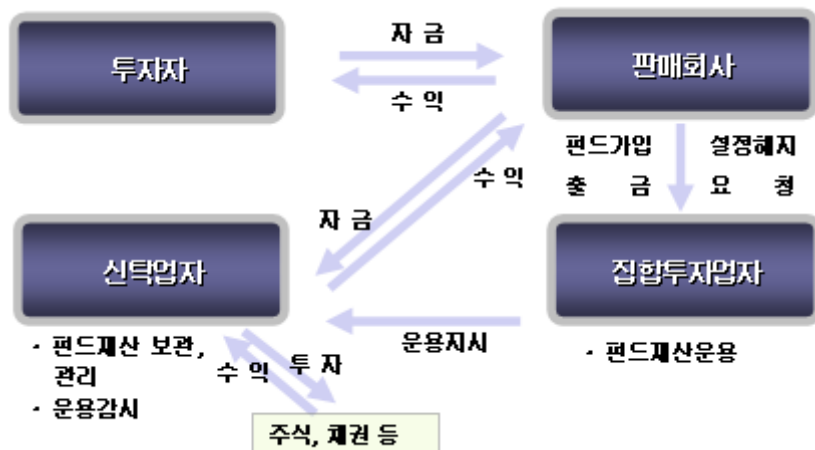 투자자
자 금
수 익
판매회사
펀드가입 설정해지
출 금 요 청
수 익
자 금
신탁업자
집합투자업자
운용지시
· 펀드재산 보관,
관리
· 운용감시
· 펀드재산운용
수 익
투 자
주식, 채권 등